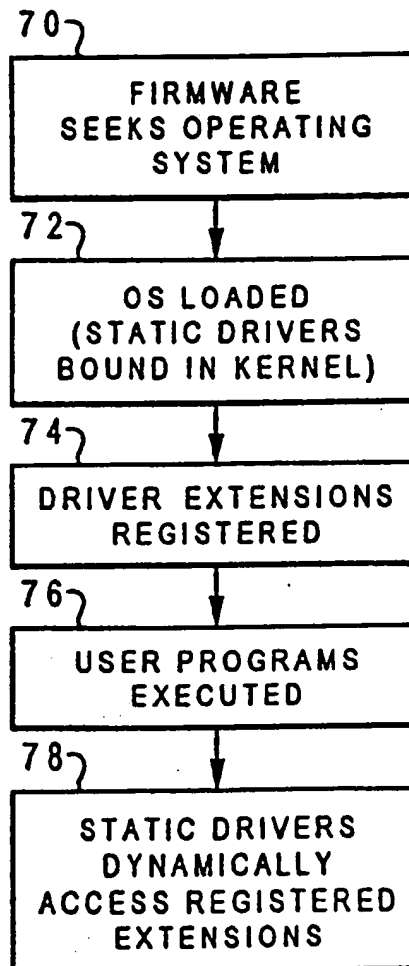 70
FIRMWARE
SEEKS OPERATING
SYSTEM
72
OS LOADED
(STATIC DRIVERS
BOUND IN KERNEL)
74
DRIVER EXTENSIONS
REGISTERED
76
USER PROGRAMS
EXECUTED
78
STATIC DRIVERS
DYNAMICALLY
ACCESS REGISTERED
EXTENSIONS